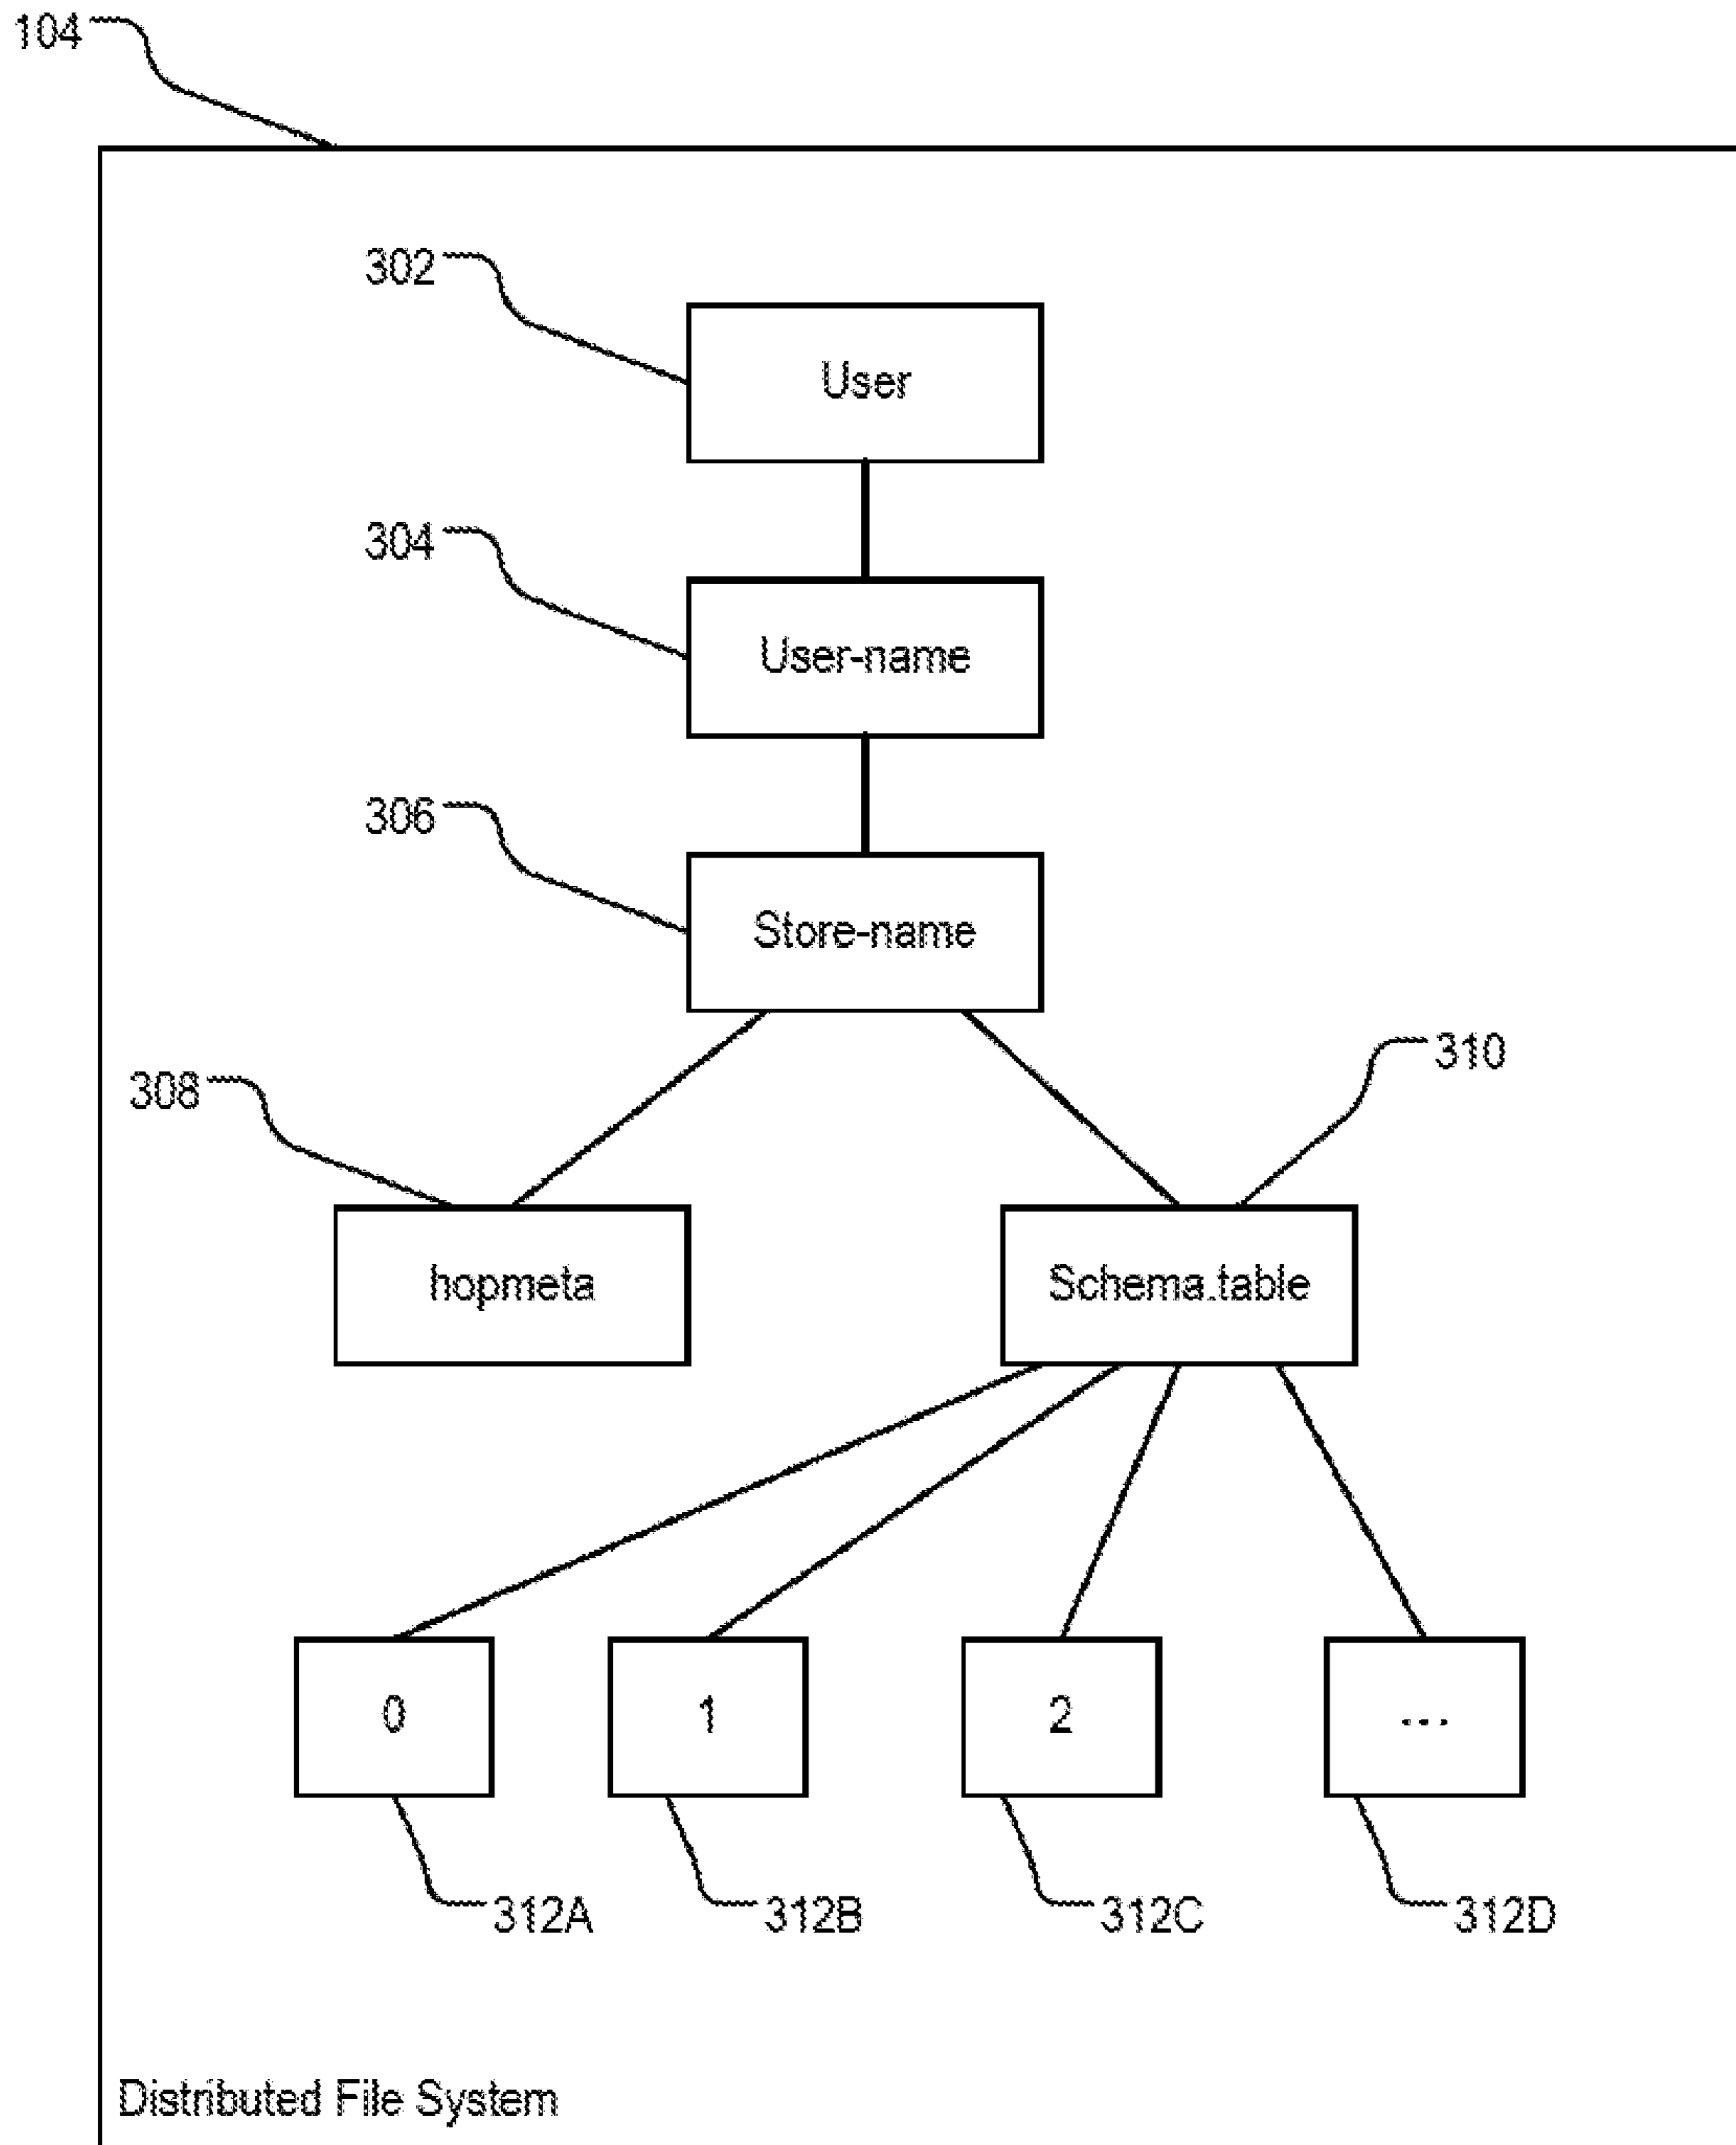 104
302
User
304
User-name
306
Store-name
310
308
hopmeta
Schema.table
0
1
2
...
312A
312B
312C
312D
Distributed File System